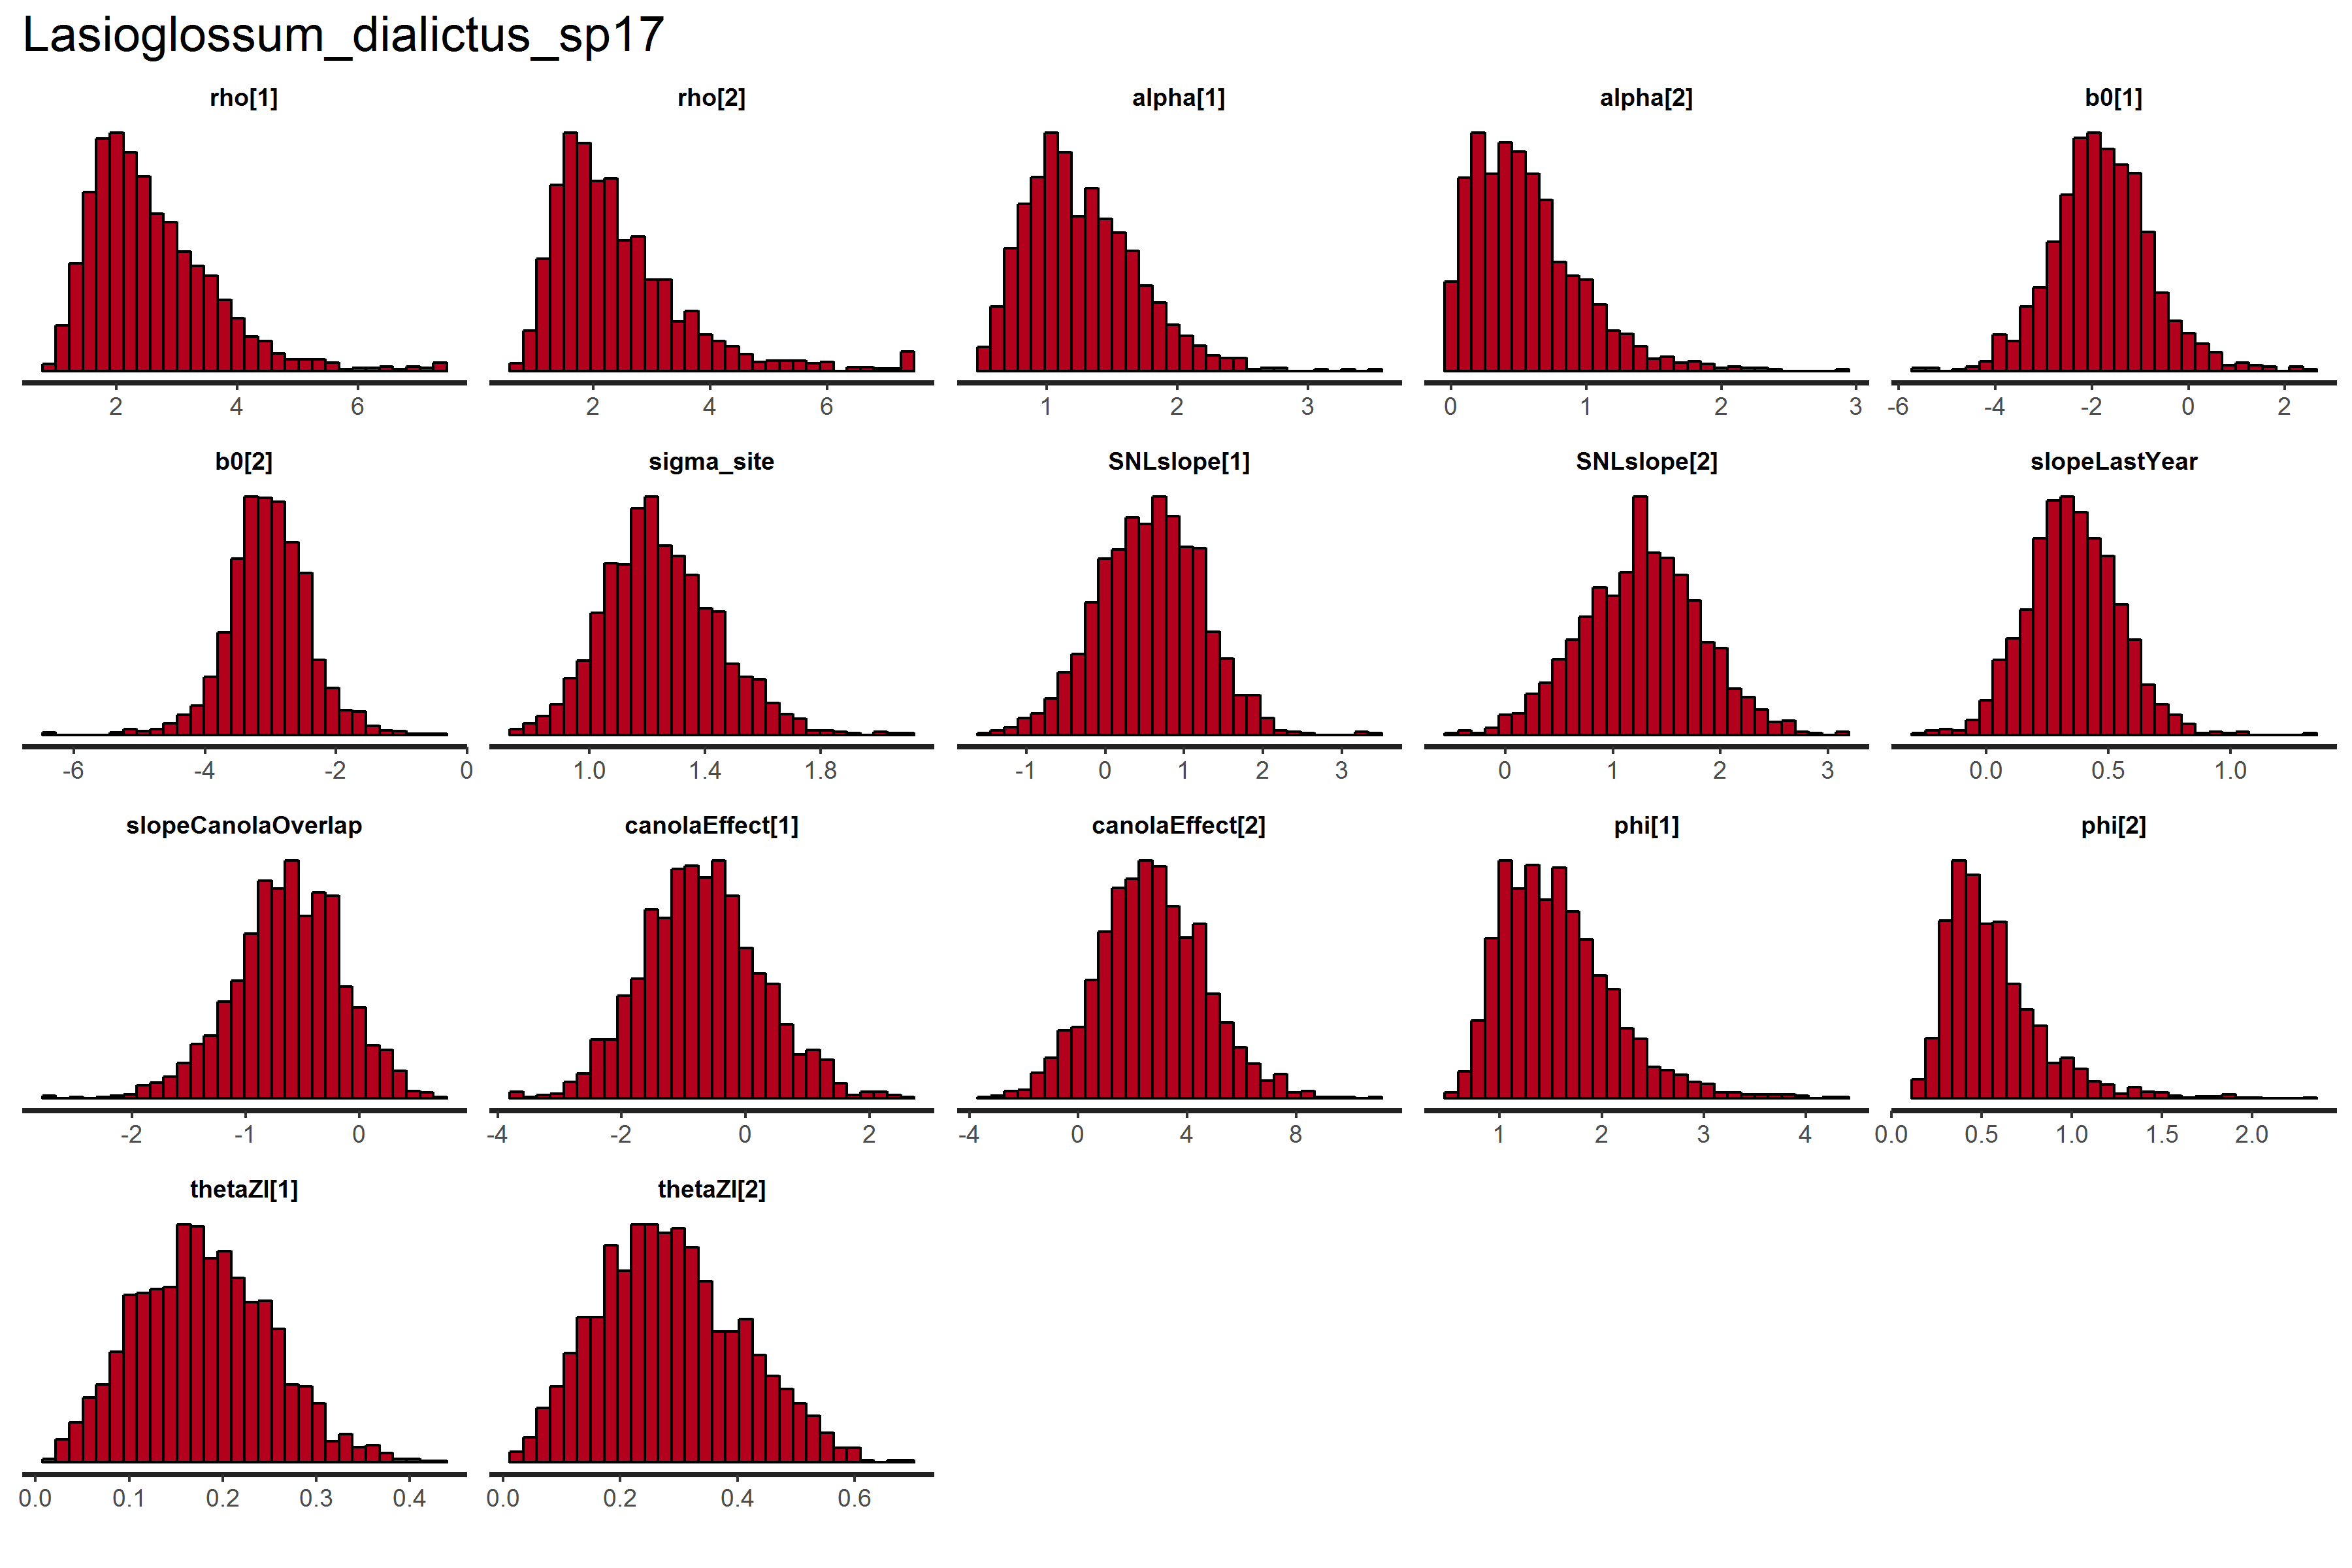 Lasioglossum_dialictus_sp17
rho[1] rho[2] alpha[1] alpha[2] b0[1]
2 4 6 2 4 6 1 2 3 0 1 2 3 -6 -4 -2 0 2
b0[2] sigma_site SNLslope[1] SNLslope[2] slopeLastYear
-6 -4 -2 0 1.0 1.4 1.8 -1 0 1 2 3 0 1 2 3 0.0 0.5 1.0
slopeCanolaOverlap canolaEffect[1] canolaEffect[2] phi[1] phi[2]
-2 -1 0 -4 -2 0 2 -4 0 4 8 1 2 3 4 0.0 0.5 1.0 1.5 2.0
thetaZI[1] thetaZI[2]
0.0 0.1 0.2 0.3 0.4 0.0 0.2 0.4 0.6